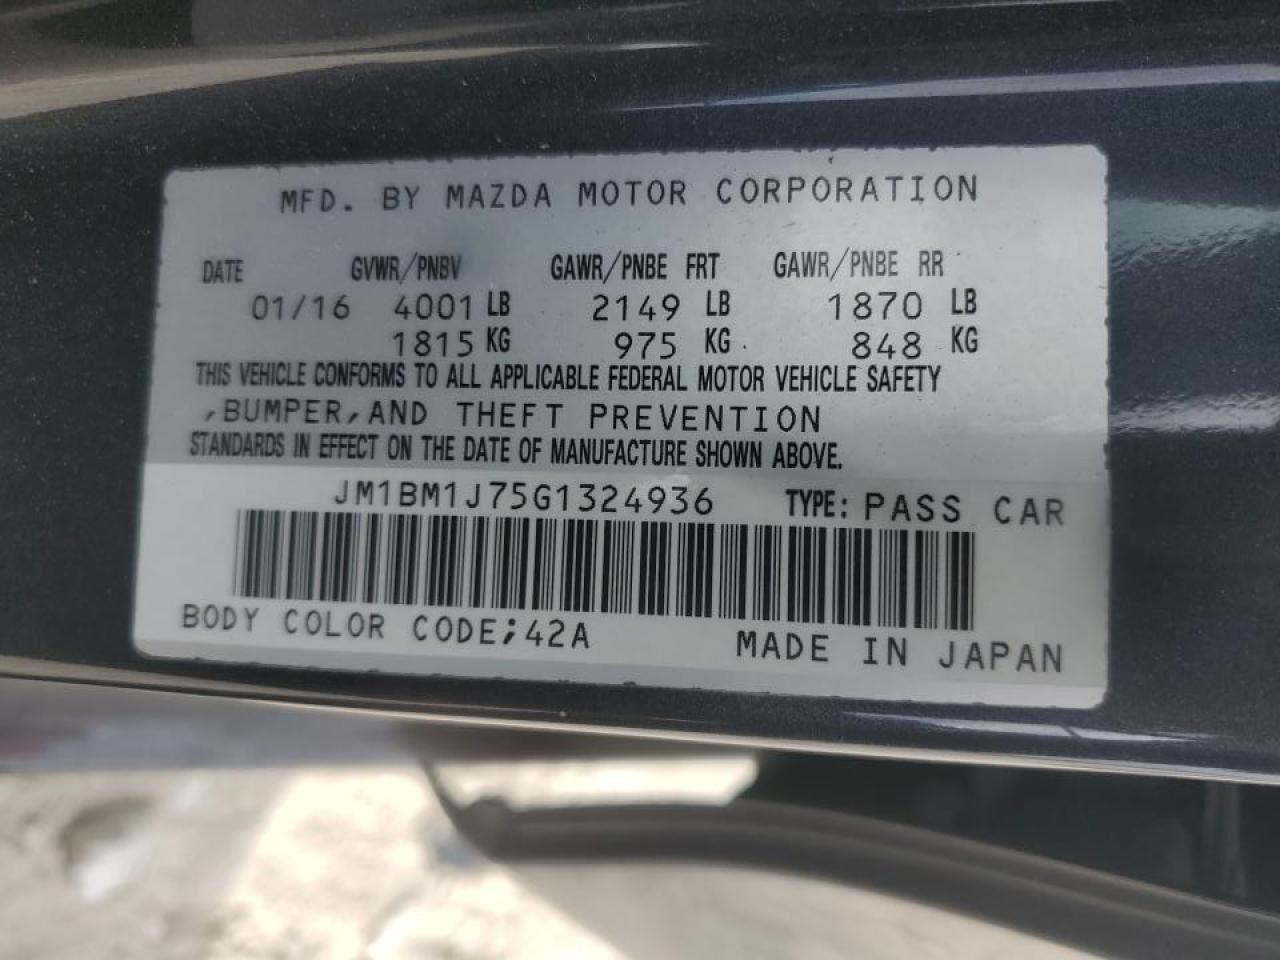 MFD. BY MAZDA MOTOR CORPORATION
DATE GVWR/PNBV GAWR/PNBE FRT GAWR/PNBE RR
01/16 4001 LB 2149 LB 1870 LB
1815 KG 975 KG 848 KG
THIS VEHICLE CONFORMS TO ALL APPLICABLE FEDERAL MOTOR VEHICLE SAFETY
,BUMPER,AND THEFT PREVENTION
STANDARDS IN EFFECT ON THE DATE OF MANUFACTURE SHOWN ABOVE.
JM1BM1J75G1324936 TYPE: PASS CAR
BODY COLOR CODE;42A MADE IN JAPAN